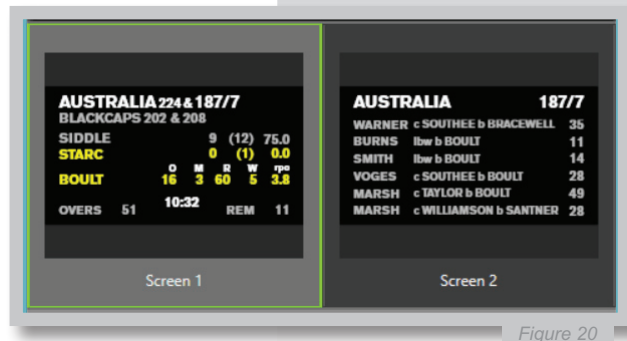 AUSTRALIA 224 & 187/7
BLACKCAPS 202 & 208
SIDDLE 9 (12) 75.0
STARC 0 (1) 0.0
O M R W rpo
BOULT 16 3 60 5 3.8
10:32
OVERS 51 REM 11
Screen 1
AUSTRALIA 187/7
WARNER c SOUTHEE b BRACEWELL 35
BURNS lbw b BOULT 11
SMITH lbw b BOULT 14
VOGES c SOUTHEE b BOULT 28
MARSH c TAYLOR b BOULT 49
MARSH c WILLIAMSON b SANTNER 28
Screen 2
Figure 20